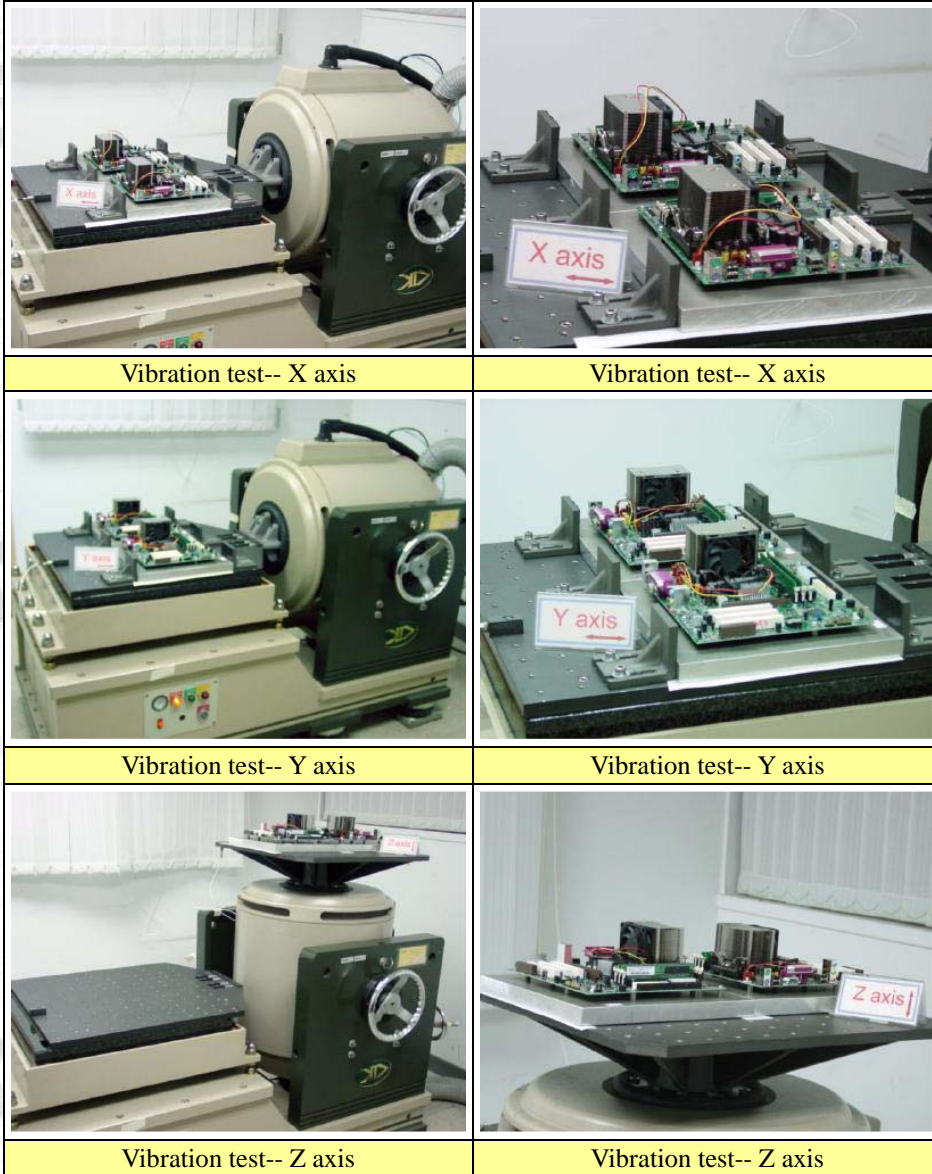 X axis
X axis
Vibration test-- X axis
Vibration test-- X axis
Y axis
Y axis
Vibration test-- Y axis
Vibration test-- Y axis
Z axis
Z axis
Vibration test-- Z axis
Vibration test-- Z axis